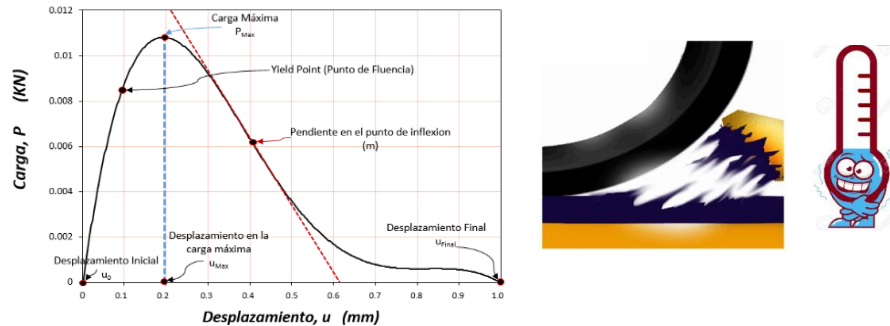 Carga, P (KN)
0.012
0.01
0.008
0.006
0.004
0.002
0
Carga Máxima
P Max
Yield Point (Punto de Fluencia)
Pendiente en el punto de inflexion
(m)
Desplazamiento Inicial
u0
Desplazamiento en la
carga máxima
uMax
Desplazamiento Final
uFinal
0 0.1 0.2 0.3 0.4 0.5 0.6 0.7 0.8 0.9 1.0
Desplazamiento, u (mm)